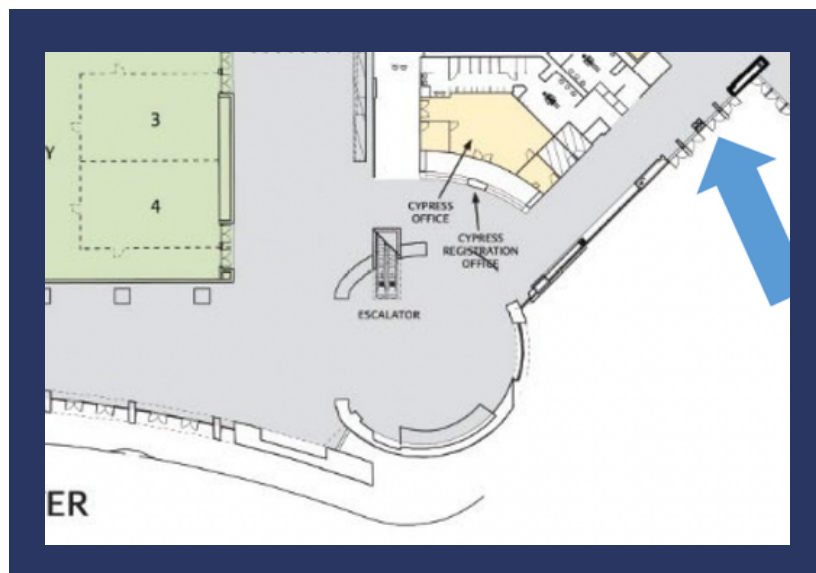 3
Y
4
CYPRESS
OFFICE
CYPRESS
REGISTRATION
OFFICE
ESCALATOR
ER